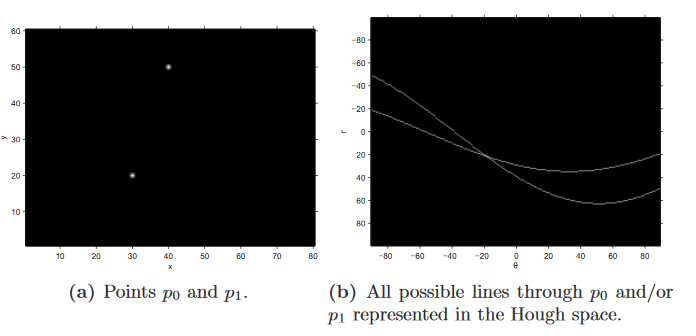 60
50
40
30
20
10
y
10 20 30 40 50 60 70 80
x
−80
−60
−40
−20
0
20
40
60
80
r
−80 −60 −40 −20 0 20 40 60 80
θ
(a) Points p0 and p1.
(b) All possible lines through p0 and/or
p1 represented in the Hough space.